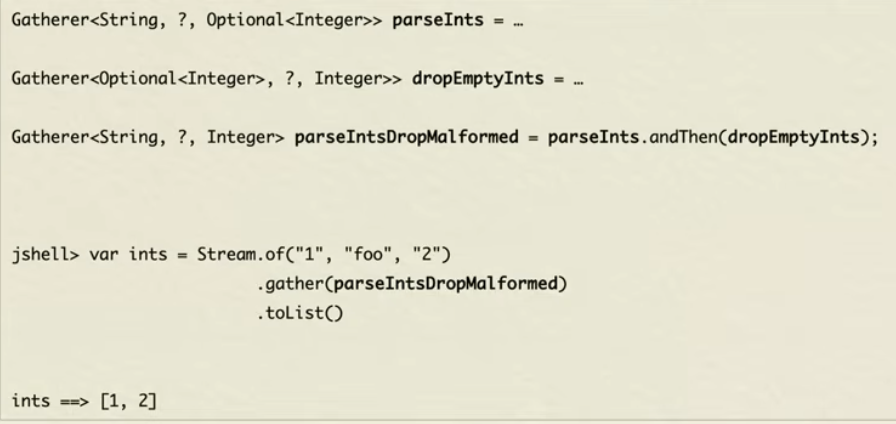 Gatherer<String, ?, Optional<Integer>> parseInts = …
Gatherer<Optional<Integer>, ?, Integer>> dropEmptyInts = …
Gatherer<String, ?, Integer> parseIntsDropMalformed = parseInts.andThen(dropEmptyInts);
jshell> var ints = Stream.of("1", "foo", "2")
.gather(parseIntsDropMalformed)
.toList()
ints ==> [1, 2]